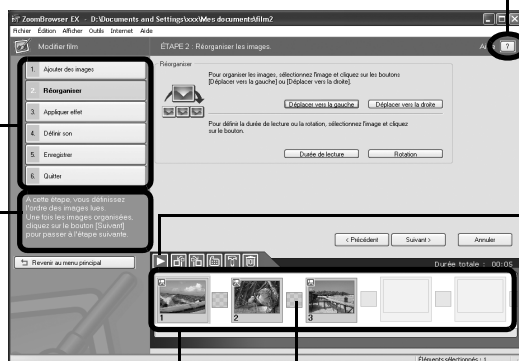 ZoomBrowser EX - D:\Documents and Settings\xxx\Mes documents\film2
Fichier Édition Afficher Outils Internet Aide
Modifier film
ÉTAPE 2 : Réorganiser les images.
?
1. Ajouter des images
2. Réorganiser
3. Appliquer effet
4. Définir son
5. Enregistrer
6. Quitter
A cette étape, vous définissez
l'ordre des images lues.
Une fois les images organisées,
cliquez sur le bouton [Suivant]
pour passer à l'étape suivante.
Revenir au menu principal
Réorganiser
Pour organiser les images, sélectionnez l'image et cliquez sur les boutons
[Déplacer vers la gauche] ou [Déplacer vers la droite].
Déplacer vers la gauche Déplacer vers la droite
Pour définir la durée de lecture ou la rotation, sélectionnez l'image et cliquez
sur le bouton.
Durée de lecture Rotation
< Précédent Suivant > Annuler
Durée totale : 00:05
1 2 3
Éléments sélectionnés : 1